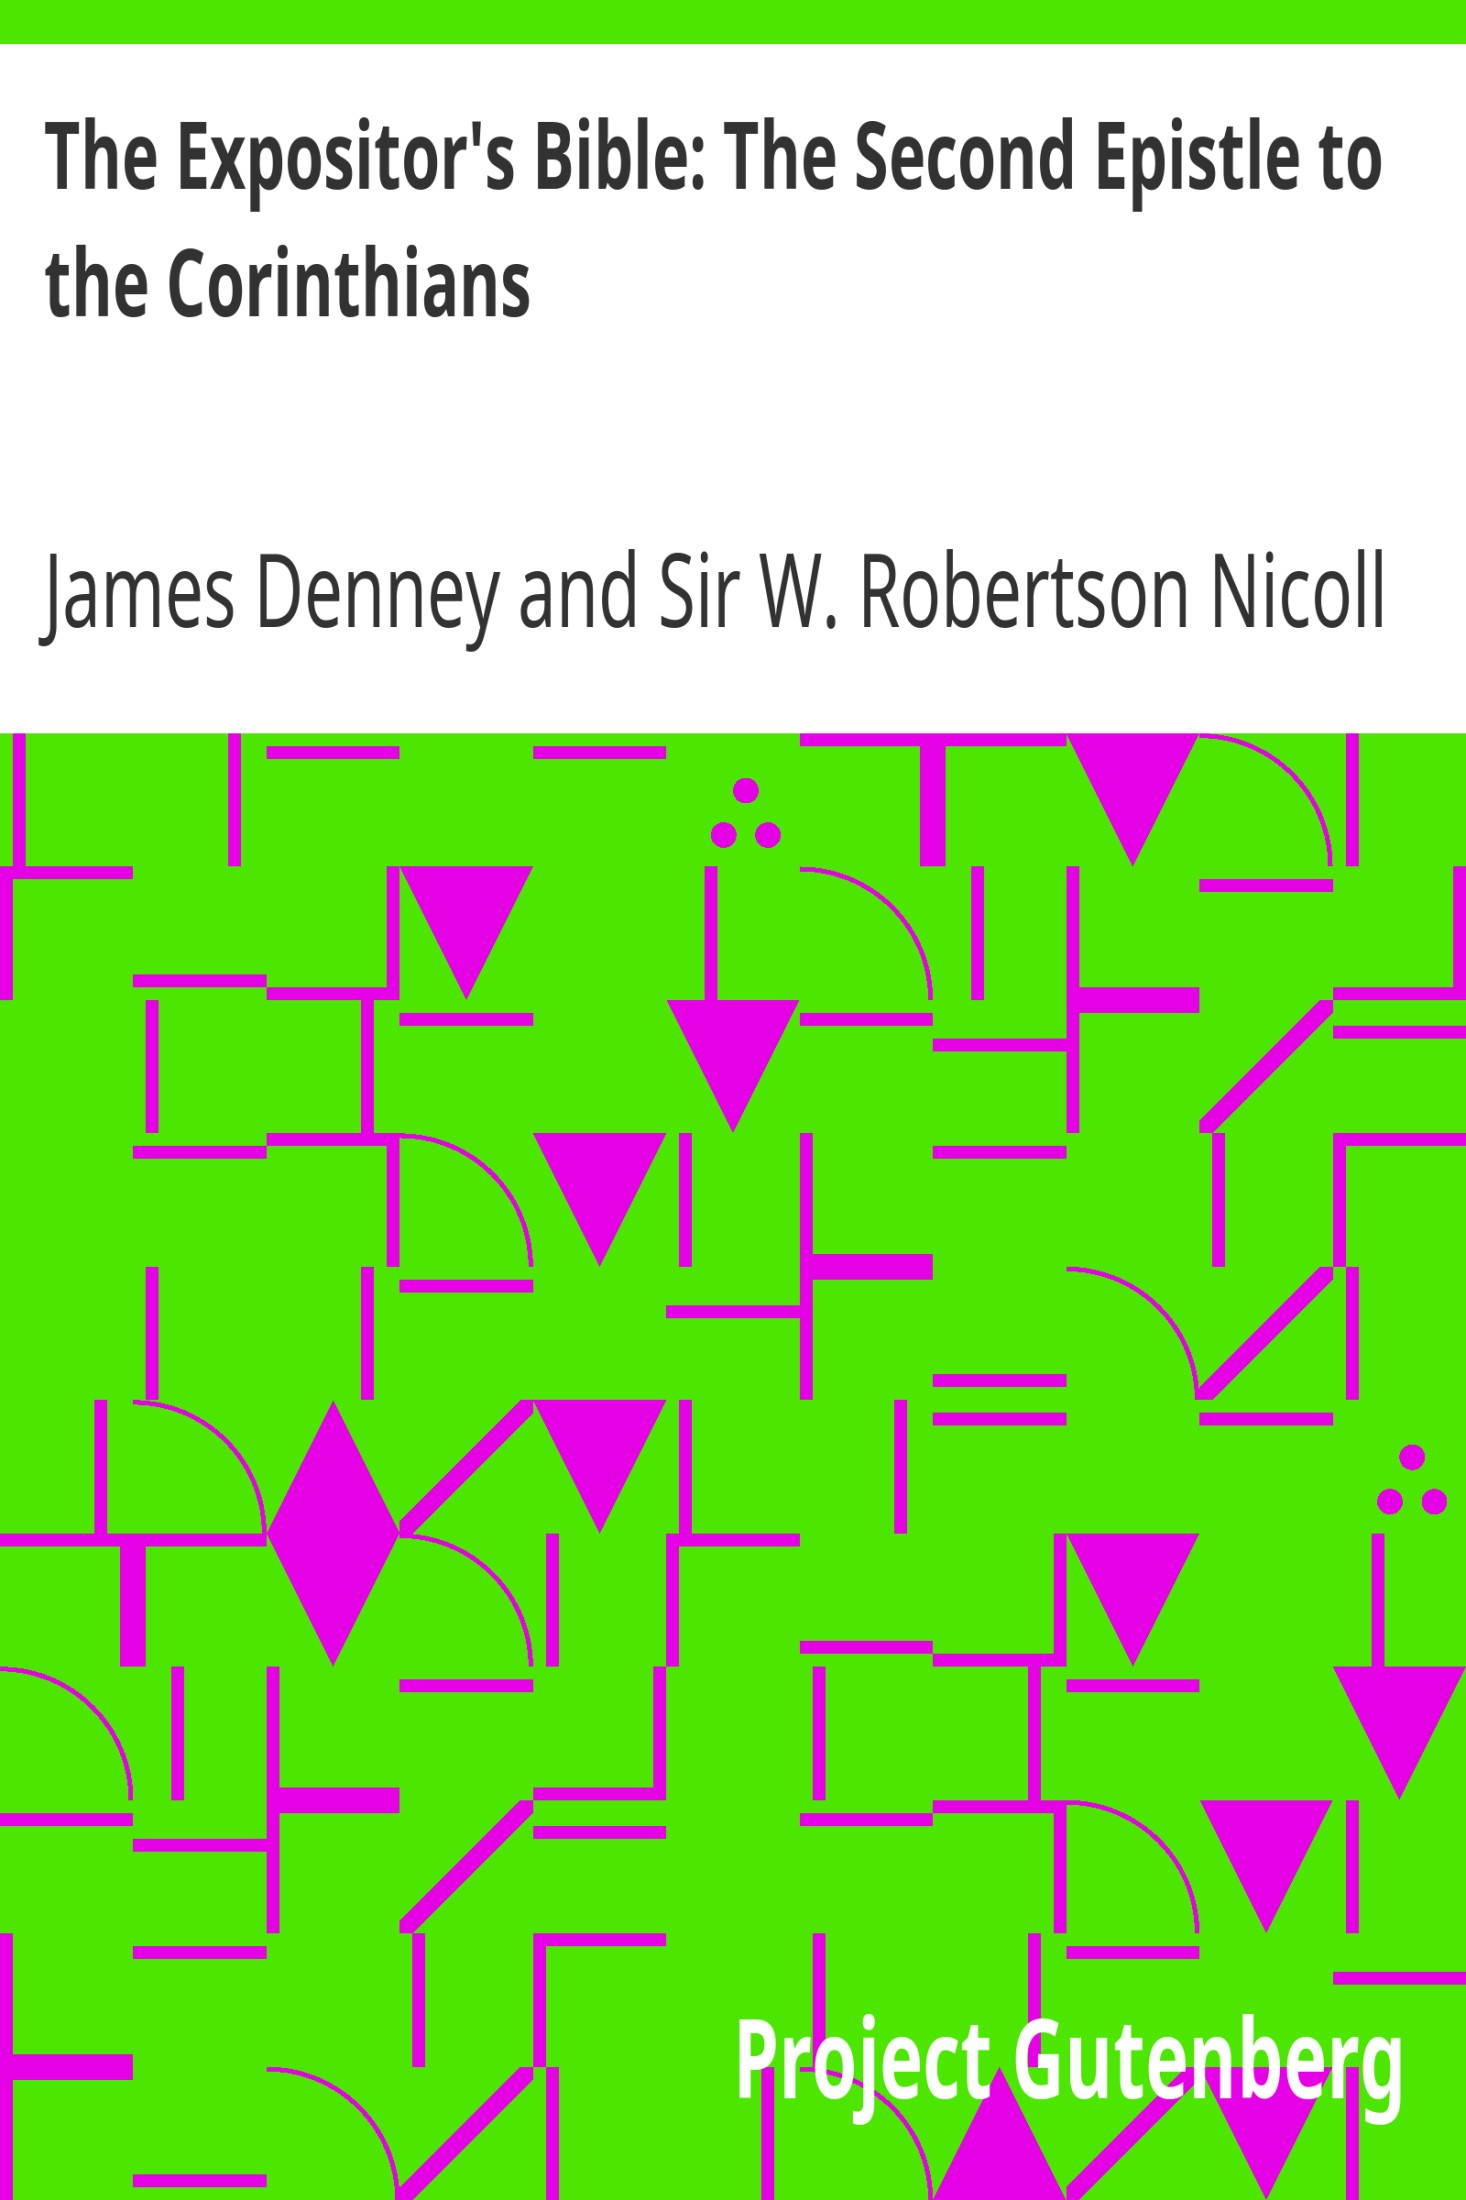 The Expositor's Bible: The Second Epistle to
the Corinthians
James Denney and Sir W. Robertson Nicoll
Project Gutenberg